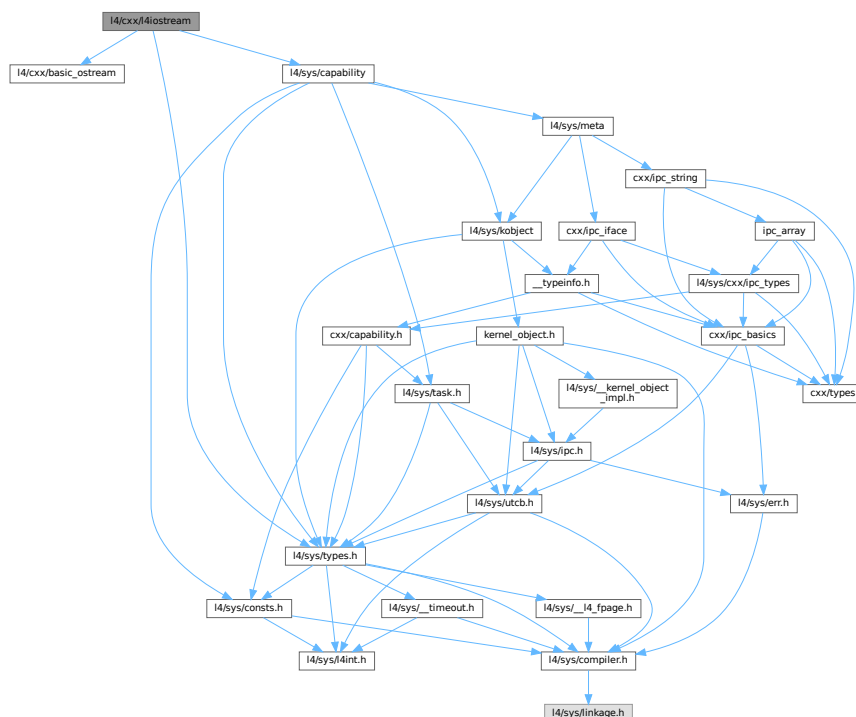 l4/cxx/l4iostream
l4/cxx/basic_ostream
l4/sys/capability
l4/sys/meta
cxx/ipc_string
l4/sys/kobject
cxx/ipc_iface
ipc_array
__typeinfo.h
l4/sys/cxx/ipc_types
cxx/capability.h
kernel_object.h
cxx/ipc_basics
l4/sys/task.h
l4/sys/__kernel_object
_impl.h
cxx/types
l4/sys/ipc.h
l4/sys/utcb.h
l4/sys/err.h
l4/sys/types.h
l4/sys/consts.h
l4/sys/__timeout.h
l4/sys/__l4_fpage.h
l4/sys/l4int.h
l4/sys/compiler.h
l4/sys/linkage.h